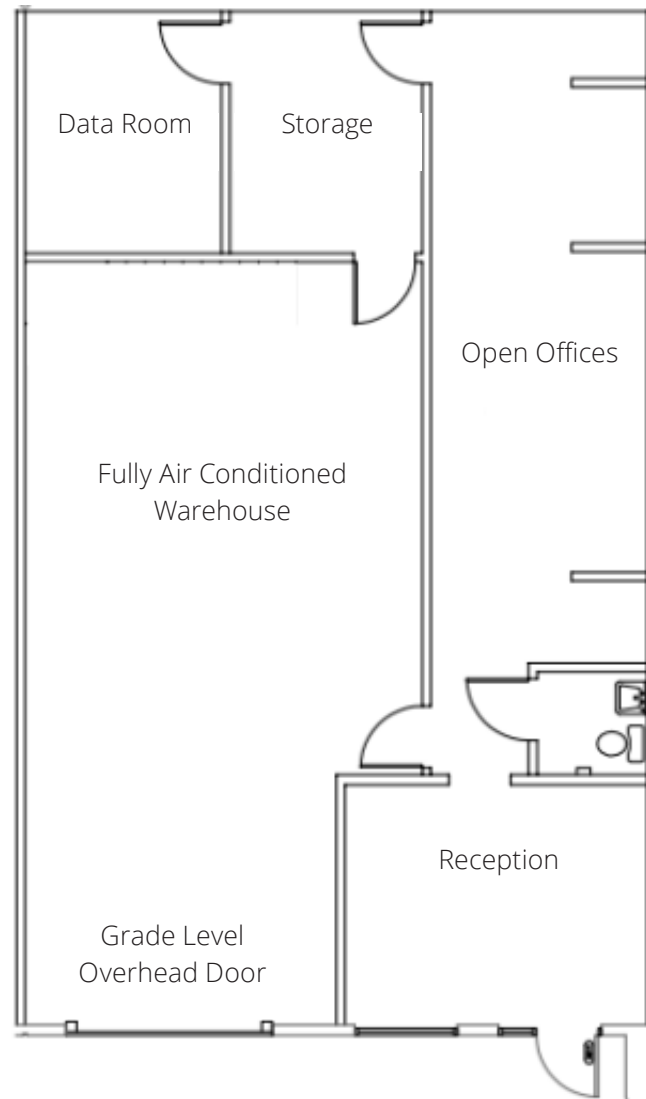 Data Room
Storage
Open Offices
Fully Air Conditioned
Warehouse
Reception
Grade Level
Overhead Door